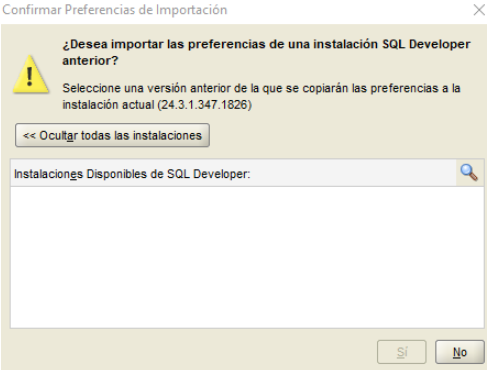 Confirmar Preferencias de Importación
¿Desea importar las preferencias de una instalación SQL Developer
anterior?
Seleccione una versión anterior de la que se copiarán las preferencias a la
instalación actual (24.3.1.347.1826)
<< Ocultar todas las instalaciones
Instalaciones Disponibles de SQL Developer:
Sí
No